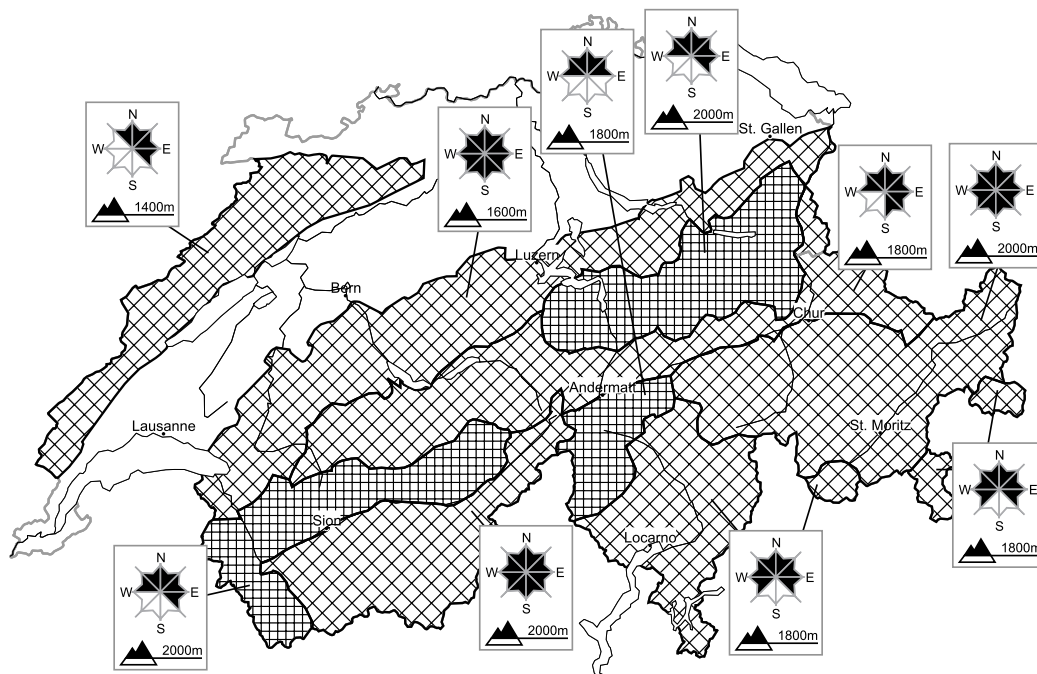 N
W E
S
2000m
N
W E
S
1800m
N
W E
S
1400m
N
W E
S
1600m
St. Gallen
N
W E
S
1800m
N
W E
S
2000m
Luzern
Bern
Chur
Andermatt
Lausanne
St. Moritz
Sion
Locarno
N
W E
S
1800m
N
W E
S
2000m
N
W E
S
2000m
N
W E
S
1800m